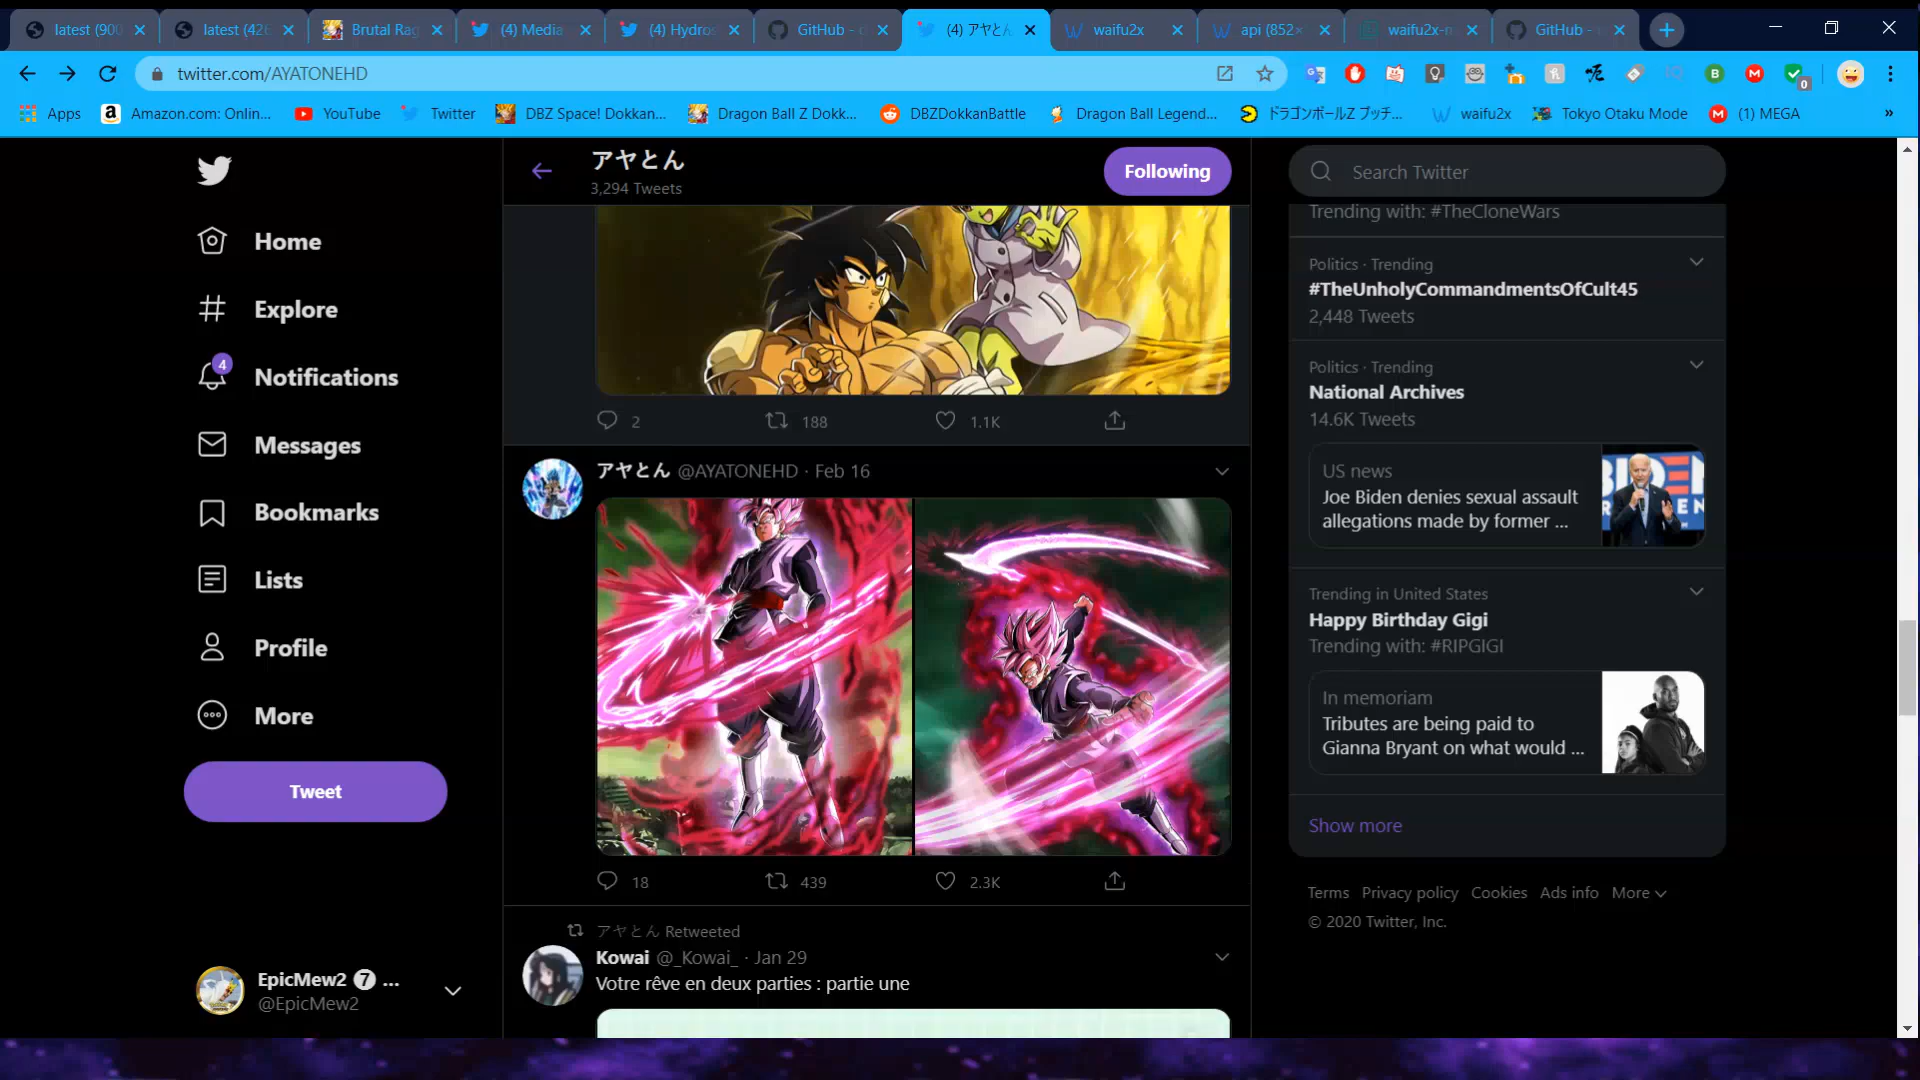 latest (900
latest (426
Brutal Rag
(4) Media
(4) Hydros
GitHub - d
(4) アヤとん
waifu2x
api (852×
waifu2x-n
GitHub -
twitter.com/AYATONEHD
0
Apps
Amazon.com: Onlin...
YouTube
Twitter
DBZ Space! Dokkan...
Dragon Ball Z Dokk...
DBZDokkanBattle
Dragon Ball Legend...
ドラゴンボールZ ブッチ...
waifu2x
Tokyo Otaku Mode
(1) MEGA
»
Home
Explore
4
Notifications
Messages
Bookmarks
Lists
Profile
More
Tweet
EpicMew2 7 ...
@EpicMew2
アヤとん
3,294 Tweets
Following
2
188
1.1K
アヤとん @AYATONEHD · Feb 16
18
439
2.3K
アヤとん Retweeted
Kowai @_Kowai_ · Jan 29
Votre rêve en deux parties : partie une
Search Twitter
Trending with: #TheCloneWars
Politics · Trending
#TheUnholyCommandmentsOfCult45
2,448 Tweets
Politics · Trending
National Archives
14.6K Tweets
US news
Joe Biden denies sexual assault
allegations made by former ...
Trending in United States
Happy Birthday Gigi
Trending with: #RIPGIGI
In memoriam
Tributes are being paid to
Gianna Bryant on what would ...
Show more
Terms Privacy policy Cookies Ads info More
© 2020 Twitter, Inc.